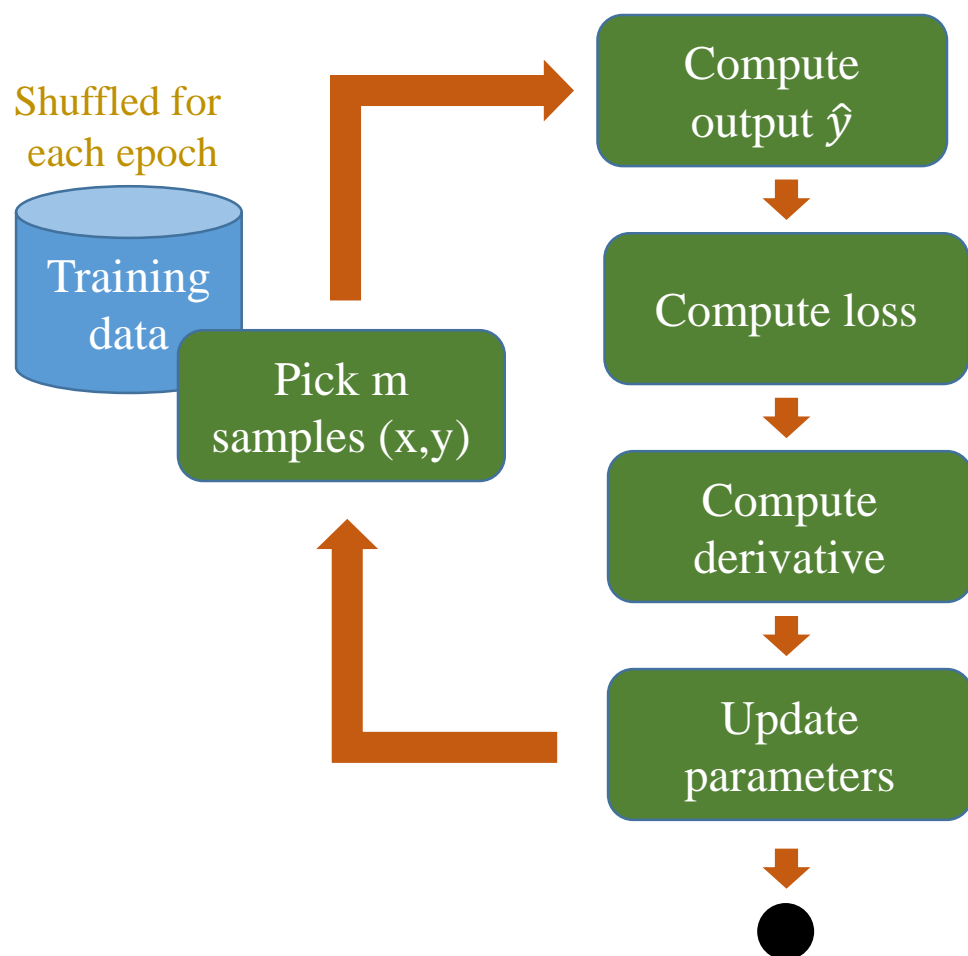 Shuffled for
each epoch
Training
data
Pick m
samples (x,y)
Compute
output ŷ
Compute loss
Compute
derivative
Update
parameters